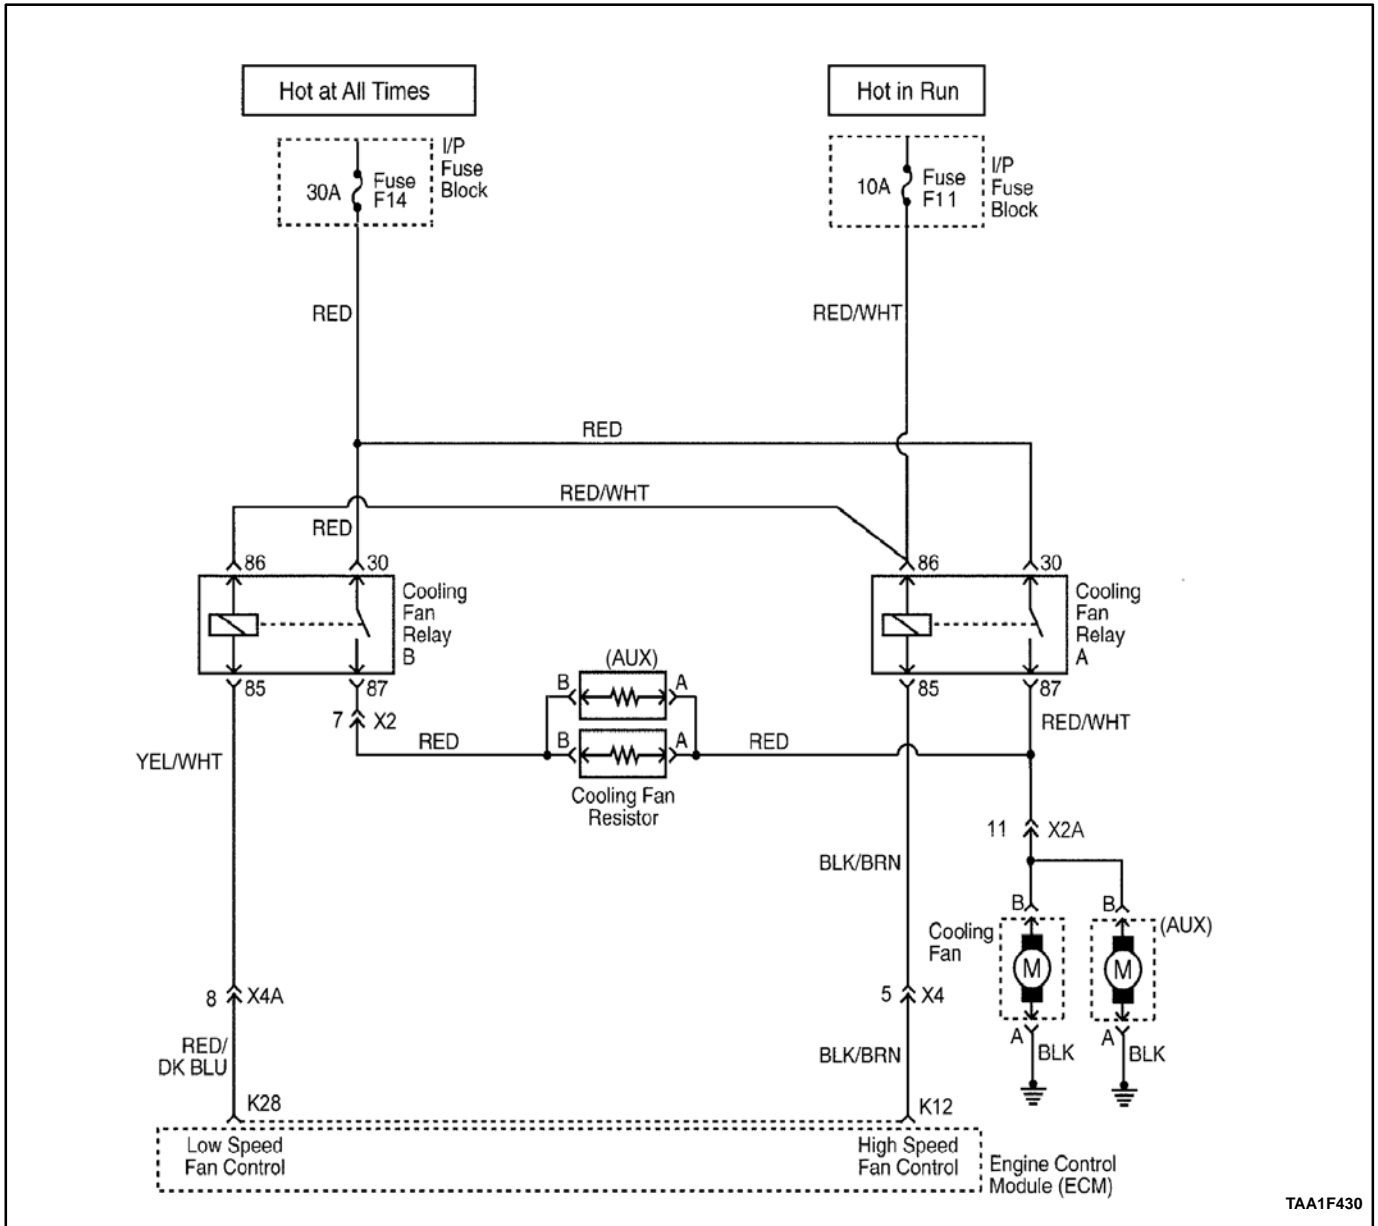 Hot at All Times
Hot in Run
30A
Fuse
F14
I/P
Fuse
Block
10A
Fuse
F11
I/P
Fuse
Block
RED
RED/WHT
RED
RED/WHT
RED
86
30
Cooling
Fan
Relay
B
85
87
86
30
Cooling
Fan
Relay
A
85
87
7
X2
RED
(AUX)
B
A
B
A
Cooling Fan
Resistor
RED
RED/WHT
YEL/WHT
11
X2A
BLK/BRN
B
Cooling
Fan
M
A
BLK
B
(AUX)
M
A
BLK
8
X4A
5
X4
RED/
DK BLU
BLK/BRN
K28
K12
Low Speed
Fan Control
High Speed
Fan Control
Engine Control
Module (ECM)
TAA1F430